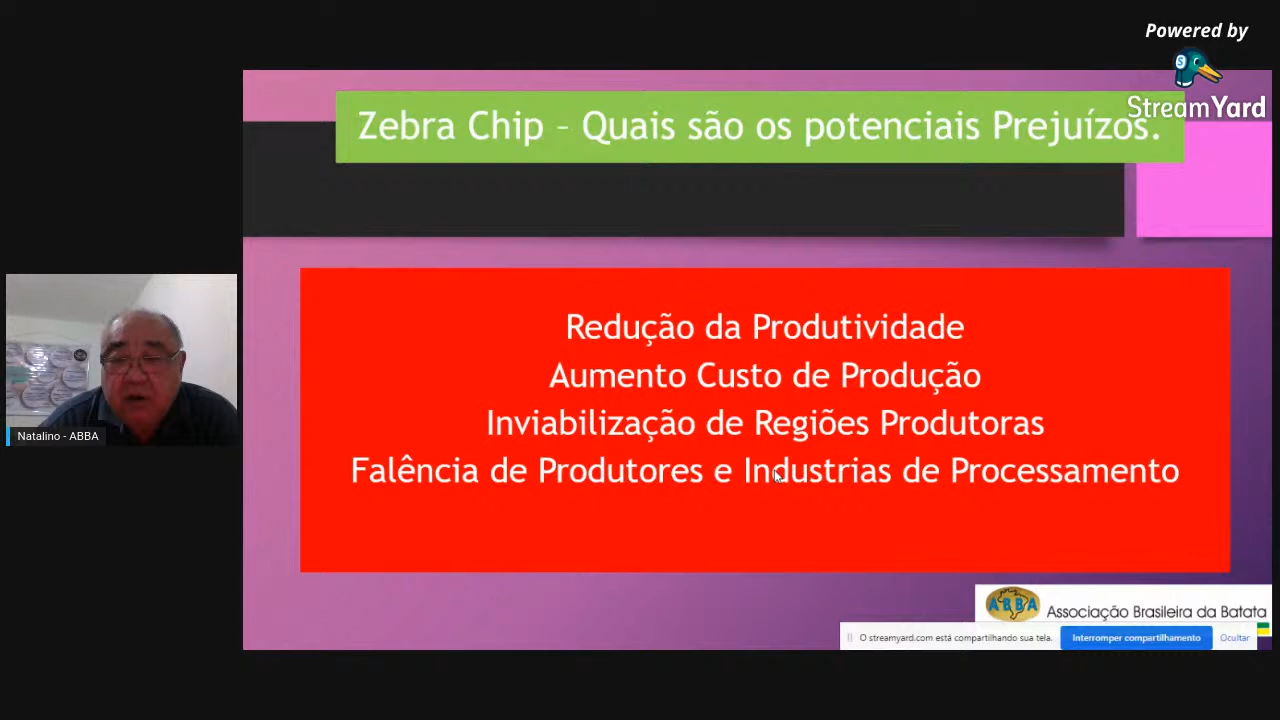 Powered by
StreamYard
Zebra Chip – Quais são os potenciais Prejuízos.
Redução da Produtividade
Aumento Custo de Produção
Inviabilização de Regiões Produtoras
Falência de Produtores e Industrias de Processamento
Natalino - ABBA
ABBA
Associação Brasileira da Batata
O streamyard.com está compartilhando sua tela.
Interromper compartilhamento
Ocultar